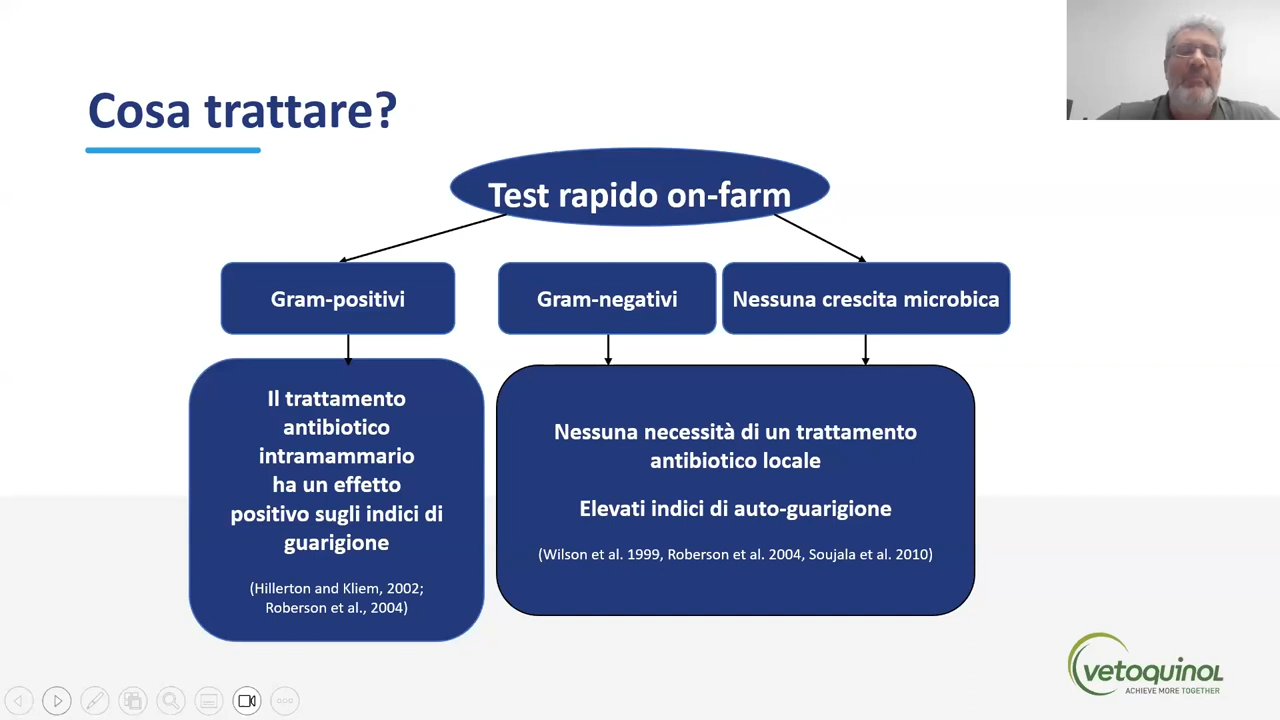 Cosa trattare?
Test rapido on-farm
Gram-positivi
Gram-negativi
Nessuna crescita microbica
Il trattamento
antibiotico
intramammario
ha un effetto
positivo sugli indici di
guarigione
(Hillerton and Kliem, 2002;
Roberson et al., 2004)
Nessuna necessità di un trattamento
antibiotico locale
Elevati indici di auto-guarigione
(Wilson et al. 1999, Roberson et al. 2004, Soujala et al. 2010)
vetoquinol
ACHIEVE MORE TOGETHER